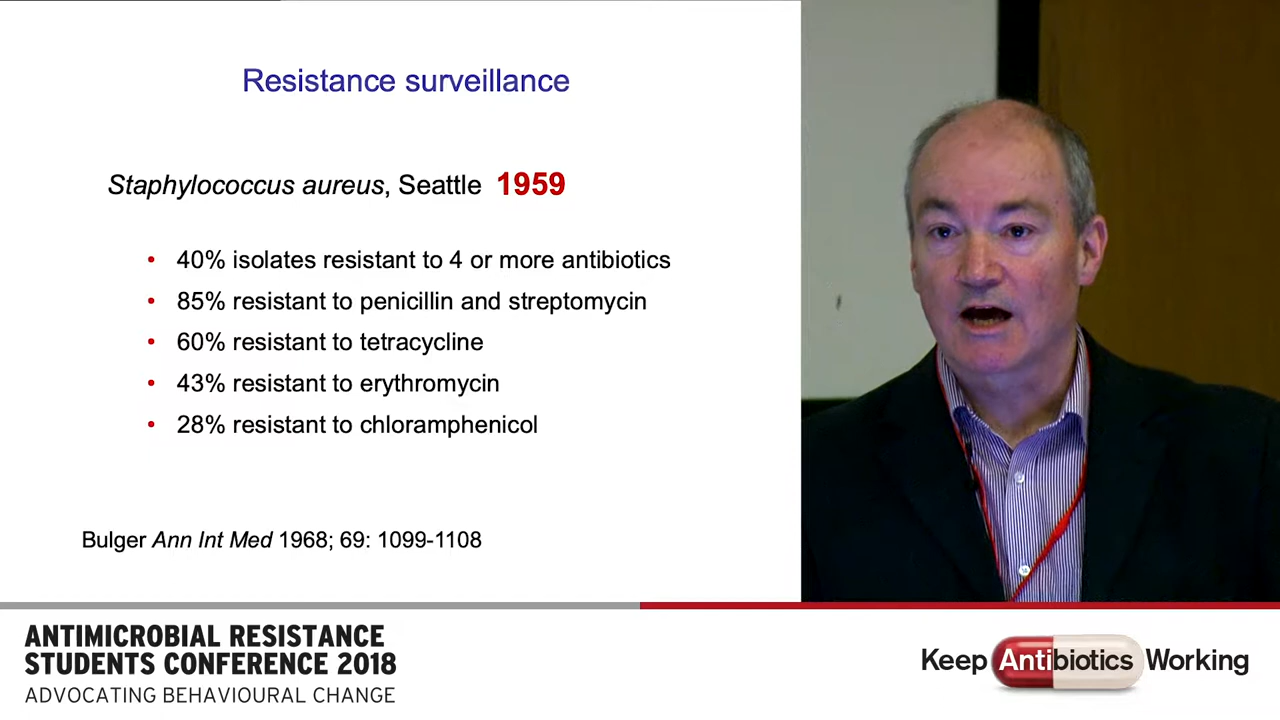 Resistance surveillance
Staphylococcus aureus, Seattle 1959
• 40% isolates resistant to 4 or more antibiotics
• 85% resistant to penicillin and streptomycin
• 60% resistant to tetracycline
• 43% resistant to erythromycin
• 28% resistant to chloramphenicol
Bulger Ann Int Med 1968; 69: 1099-1108
ANTIMICROBIAL RESISTANCE
STUDENTS CONFERENCE 2018
ADVOCATING BEHAVIOURAL CHANGE
Keep Antibiotics Working